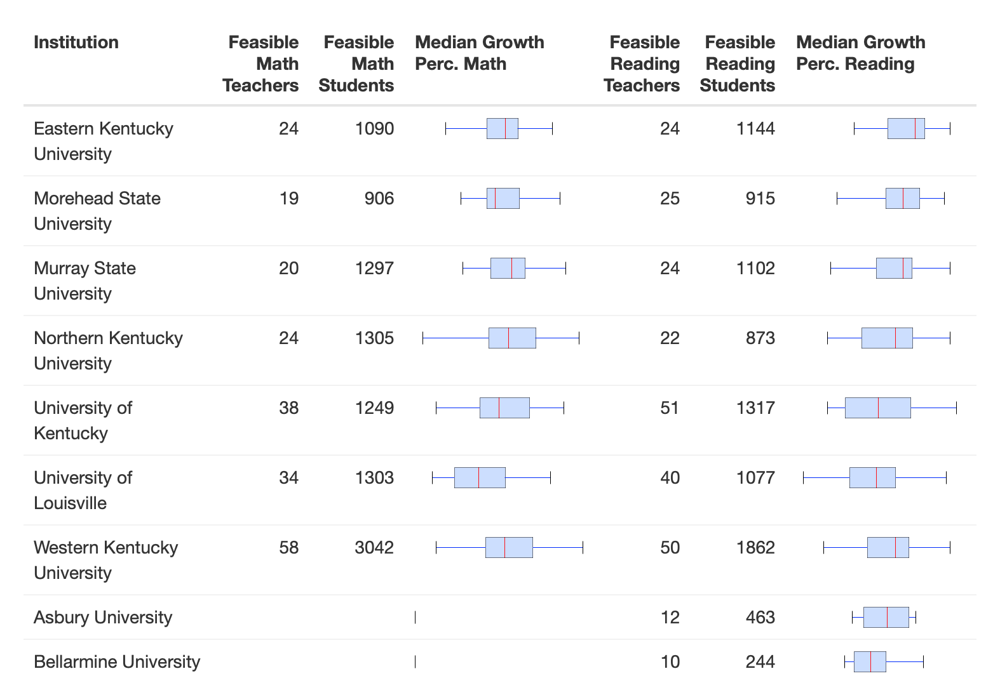 Institution Feasible Math Teachers Feasible Math Students Median Growth Perc. Math Feasible Reading Teachers Feasible Reading Students Median Growth Perc. Reading
Eastern Kentucky University 24 1090 24 1144
Morehead State University 19 906 25 915
Murray State University 20 1297 24 1102
Northern Kentucky University 24 1305 22 873
University of Kentucky 38 1249 51 1317
University of Louisville 34 1303 40 1077
Western Kentucky University 58 3042 50 1862
Asbury University 12 463
Bellarmine University 10 244